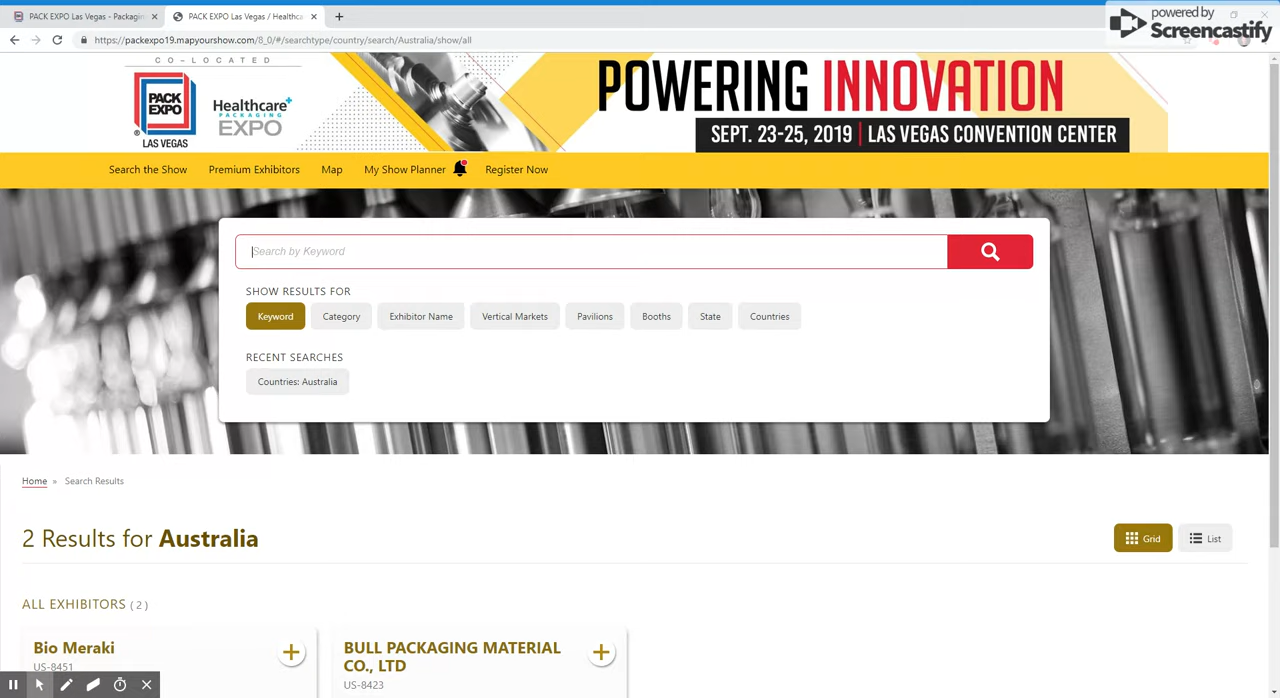 PACK EXPO Las Vegas - Packagin
PACK EXPO Las Vegas / Healthca
powered by
Screencastify
https://packexpo19.mapyourshow.com/8_0/#/searchtype/country/search/Australia/show/all
CO-LOCATED
PACK
EXPO
®
LAS VEGAS
Healthcare
PACKAGING
EXPO
POWERING INNOVATION
SEPT. 23-25, 2019 | LAS VEGAS CONVENTION CENTER
Search the Show
Premium Exhibitors
Map
My Show Planner
Register Now
Search by Keyword
SHOW RESULTS FOR
Keyword
Category
Exhibitor Name
Vertical Markets
Pavilions
Booths
State
Countries
RECENT SEARCHES
Countries: Australia
Home » Search Results
2 Results for Australia
Grid
List
ALL EXHIBITORS (2)
Bio Meraki
US-8451
BULL PACKAGING MATERIAL
CO., LTD
US-8423